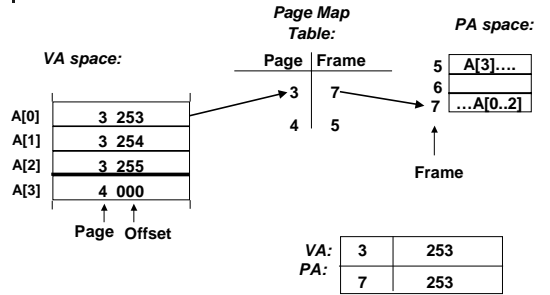 Page Map
Table:
PA space:
VA space:
Page Frame
5 A[3]....
6
7 ...A[0..2]
3 7
4 5
A[0] 3 253
A[1] 3 254
A[2] 3 255
A[3] 4 000
Page Offset
Frame
VA: 3 253
PA: 7 253